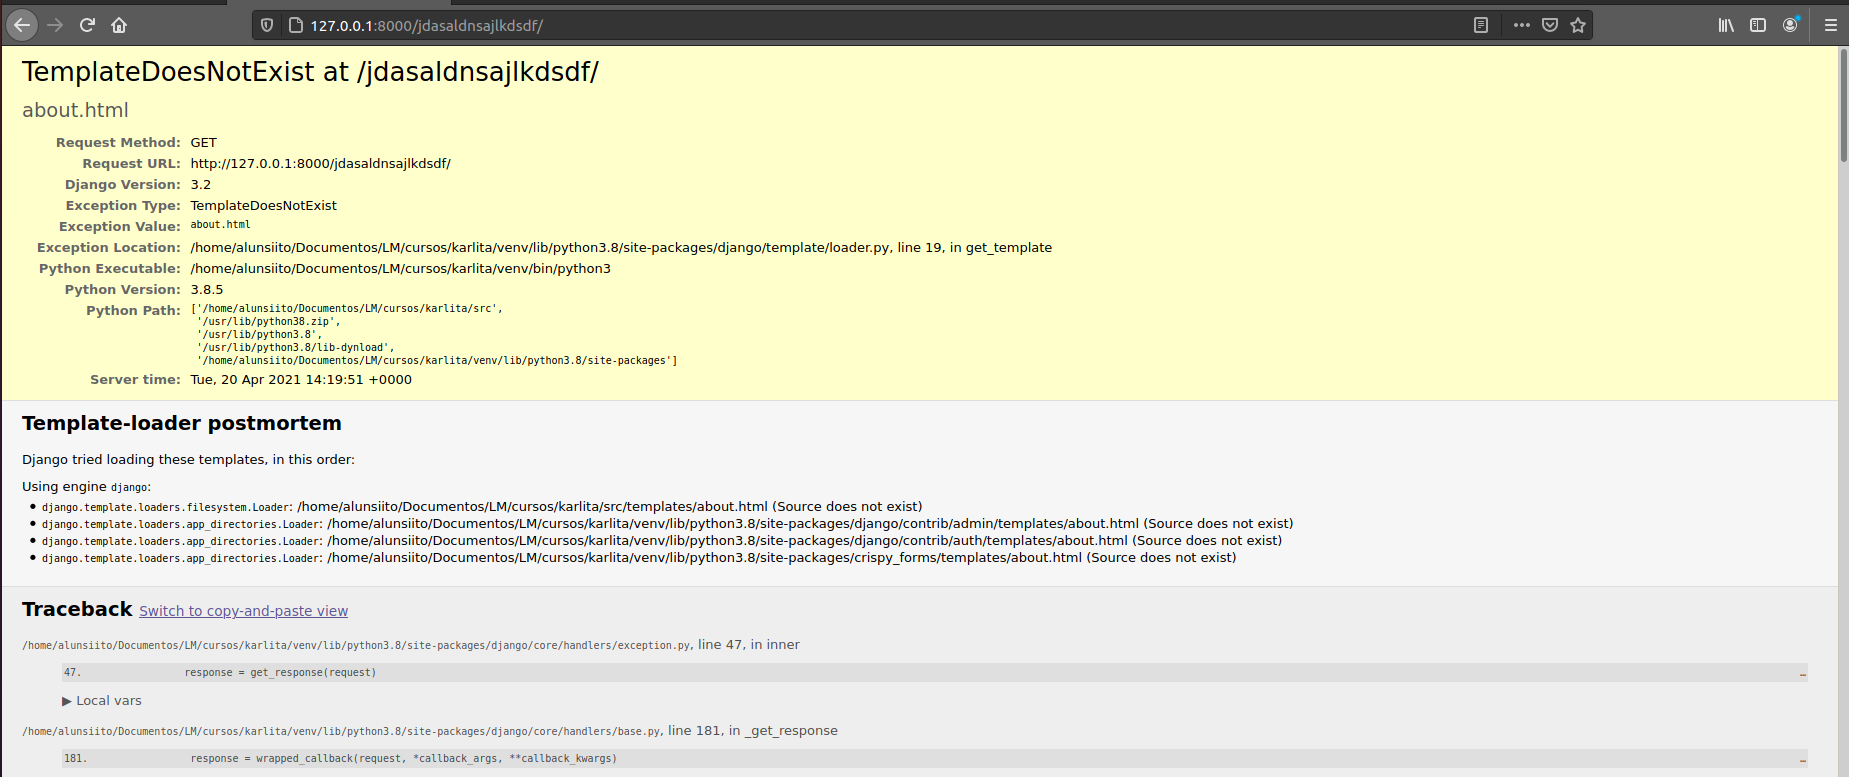 127.0.0.1:8000/jdasaldnsajlkdsdf/
TemplateDoesNotExist at /jdasaldnsajlkdsdf/
about.html
Request Method: GET
Request URL: http://127.0.0.1:8000/jdasaldnsajlkdsdf/
Django Version: 3.2
Exception Type: TemplateDoesNotExist
Exception Value: about.html
Exception Location: /home/alunsiito/Documentos/LM/cursos/karlita/venv/lib/python3.8/site-packages/django/template/loader.py, line 19, in get_template
Python Executable: /home/alunsiito/Documentos/LM/cursos/karlita/venv/bin/python3
Python Version: 3.8.5
Python Path: ['/home/alunsiito/Documentos/LM/cursos/karlita/src',
'/usr/lib/python38.zip',
'/usr/lib/python3.8',
'/usr/lib/python3.8/lib-dynload',
'/home/alunsiito/Documentos/LM/cursos/karlita/venv/lib/python3.8/site-packages']
Server time: Tue, 20 Apr 2021 14:19:51 +0000
Template-loader postmortem
Django tried loading these templates, in this order:
Using engine django:
• django.template.loaders.filesystem.Loader: /home/alunsiito/Documentos/LM/cursos/karlita/src/templates/about.html (Source does not exist)
• django.template.loaders.app_directories.Loader: /home/alunsiito/Documentos/LM/cursos/karlita/venv/lib/python3.8/site-packages/django/contrib/admin/templates/about.html (Source does not exist)
• django.template.loaders.app_directories.Loader: /home/alunsiito/Documentos/LM/cursos/karlita/venv/lib/python3.8/site-packages/django/contrib/auth/templates/about.html (Source does not exist)
• django.template.loaders.app_directories.Loader: /home/alunsiito/Documentos/LM/cursos/karlita/venv/lib/python3.8/site-packages/crispy_forms/templates/about.html (Source does not exist)
Traceback Switch to copy-and-paste view
/home/alunsiito/Documentos/LM/cursos/karlita/venv/lib/python3.8/site-packages/django/core/handlers/exception.py, line 47, in inner
47. response = get_response(request) …
▶ Local vars
/home/alunsiito/Documentos/LM/cursos/karlita/venv/lib/python3.8/site-packages/django/core/handlers/base.py, line 181, in _get_response
181. response = wrapped_callback(request, *callback_args, **callback_kwargs) …